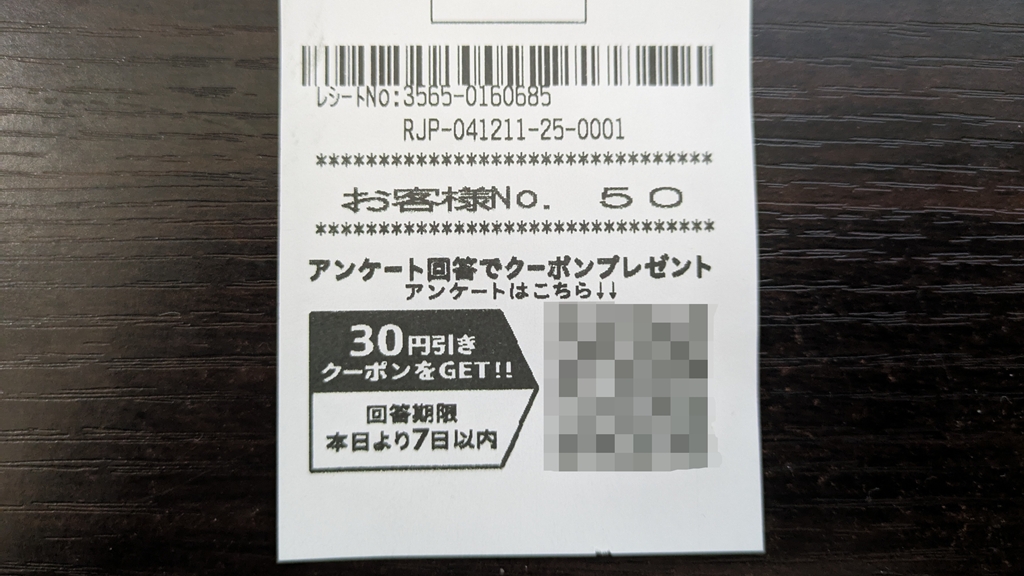 レシートNo:3565-0160685
RJP-041211-25-0001
**********************************
お客様No. 50
**********************************
アンケート回答でクーポンプレゼント
アンケートはこちら↓↓
30円引き
クーポンをGET!!
回答期限
本日より7日以内